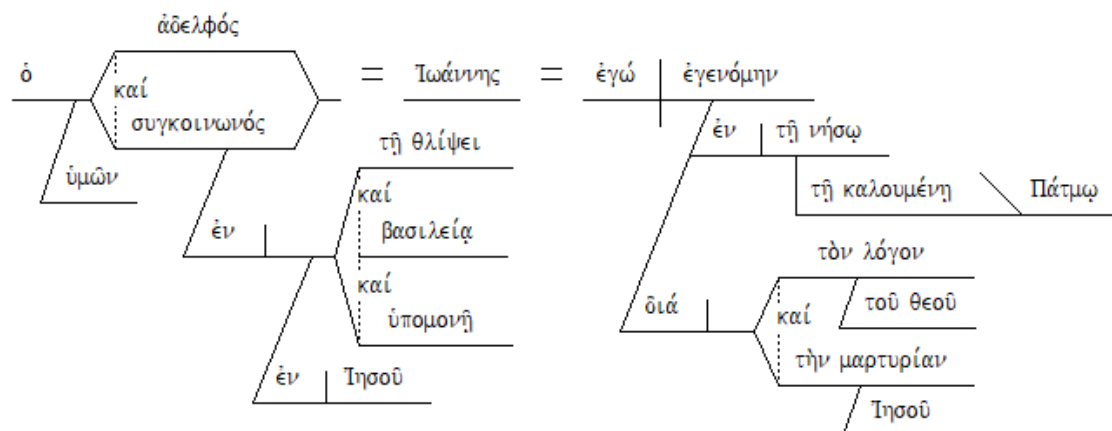 ἀδελφός
ὁ καί = Ἰωάννης = ἐγώ ἐγενόμην
συγκοινωνός τῇ θλίψει ἐν τῇ νήσῳ
ὑμῶν καί τῇ καλουμένῃ Πάτμῳ
ἐν βασιλείᾳ
τὸν λόγον
καί διά καί τοῦ θεοῦ
ὑπομονῇ
τὴν μαρτυρίαν
ἐν Ἰησοῦ
Ἰησοῦ